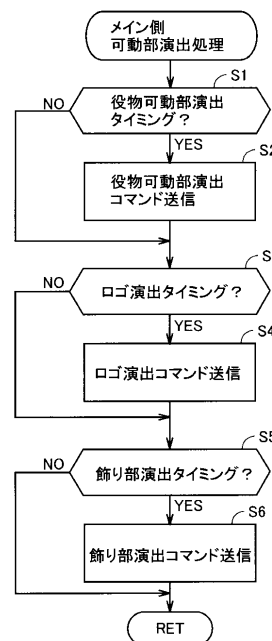 メイン側
可動部演出処理
S1
NO
役物可動部演出
タイミング？
YES
S2
役物可動部演出
コマンド送信
S
NO
ロゴ演出タイミング？
YES
S4
ロゴ演出コマンド送信
S5
NO
飾り部演出タイミング？
YES
S6
飾り部演出コマンド送信
RET